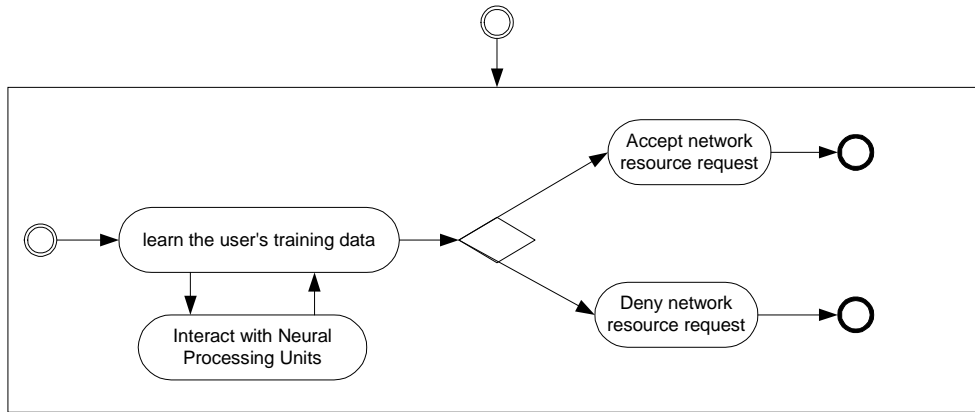 Accept network
resource request
learn the user's training data
Interact with Neural
Processing Units
Deny network
resource request